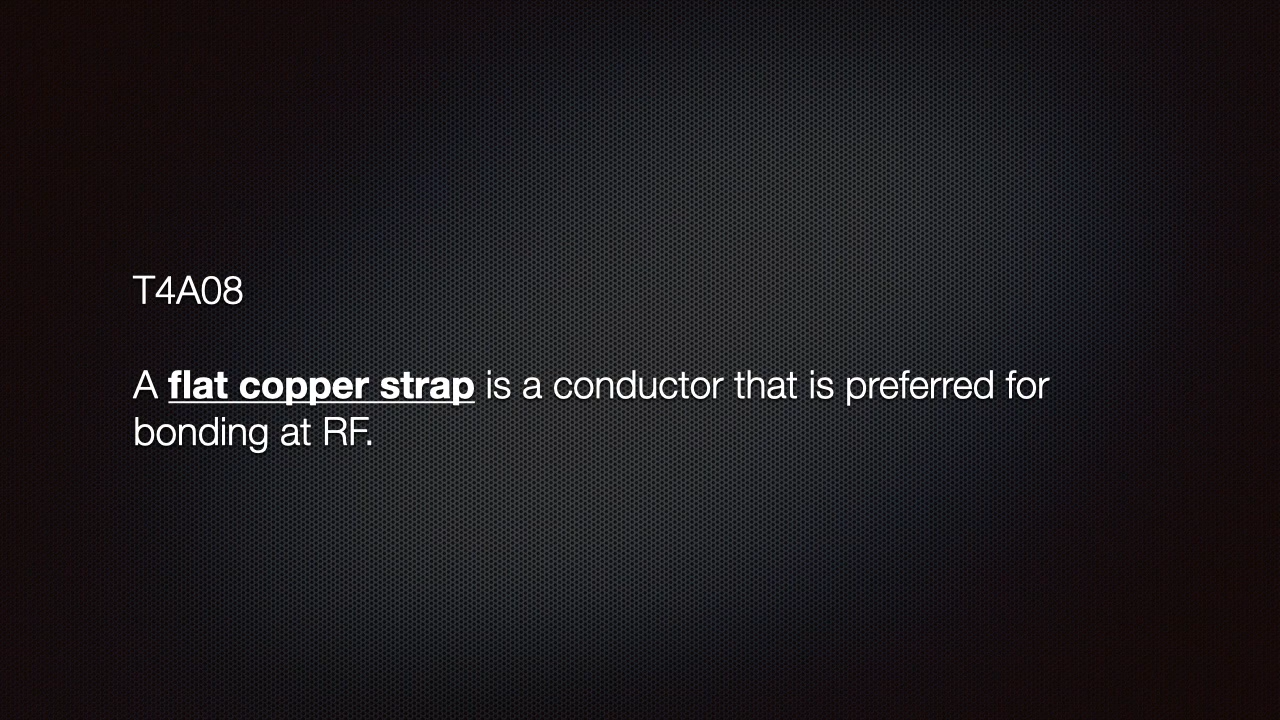 T4A08
A flat copper strap is a conductor that is preferred for
bonding at RF.